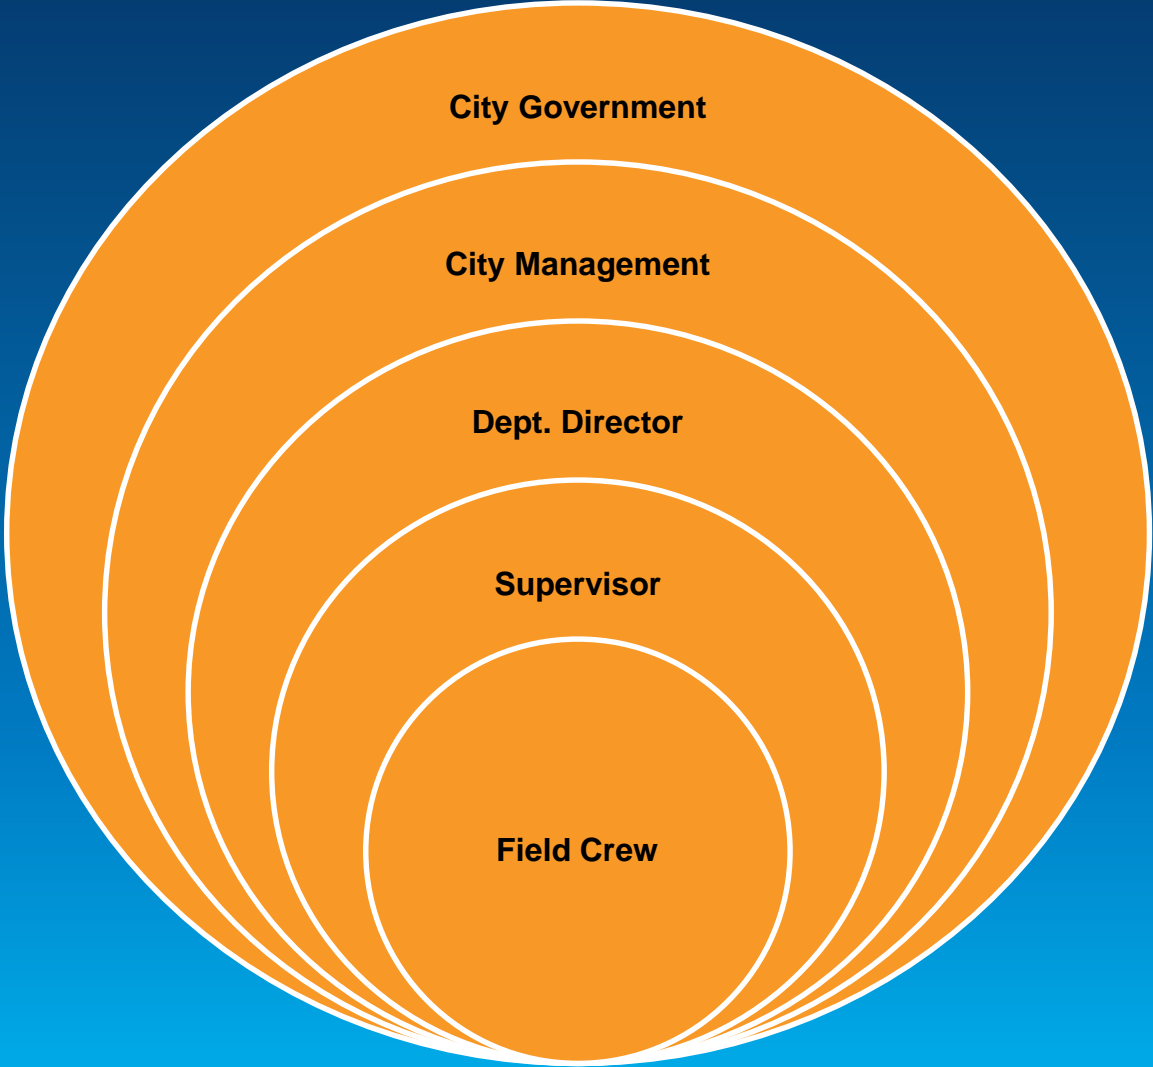 City Government
City Management
Dept. Director
Supervisor
Field Crew